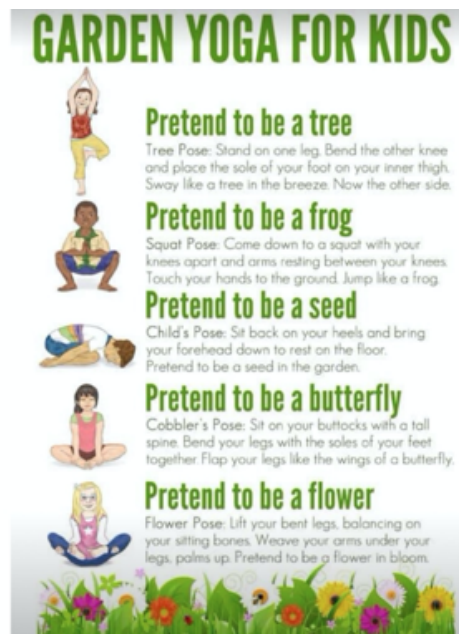 GARDEN YOGA FOR KIDS
Pretend to be a tree
Tree Pose: Stand on one leg. Bend the other knee
and place the sole of your foot on your inner thigh.
Sway like a tree in the breeze. Now the other side.
Pretend to be a frog
Squat Pose: Come down to a squat with your
knees apart and arms resting between your knees.
Touch your hands to the ground. Jump like a frog.
Pretend to be a seed
Child's Pose: Sit back on your heels and bring
your forehead down to rest on the floor.
Pretend to be a seed in the garden.
Pretend to be a butterfly
Cobbler's Pose: Sit on your buttocks with a tall
spine. Bend your legs with the soles of your feet
together. Flap your legs like the wings of a butterfly.
Pretend to be a flower
Flower Pose: Lift your bent legs, balancing on
your sitting bones. Weave your arms under your
legs, palms up. Pretend to be a flower in bloom.